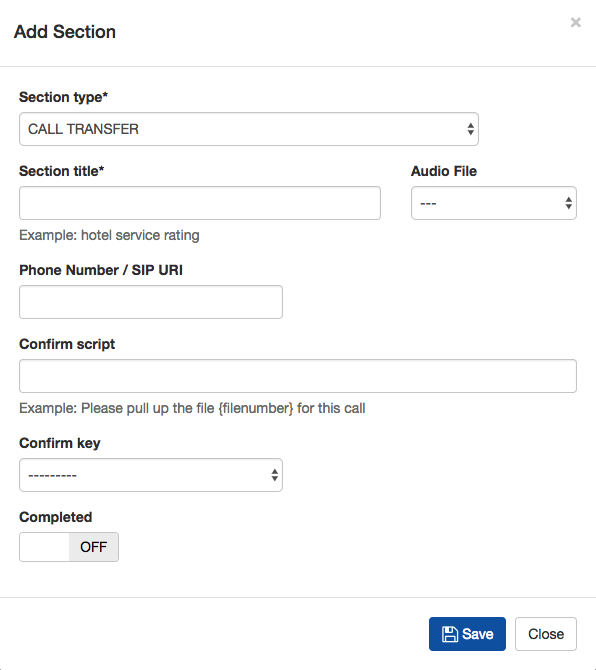 Add Section
×
Section type*
CALL TRANSFER
Section title*
Audio File
---
Example: hotel service rating
Phone Number / SIP URI
Confirm script
Example: Please pull up the file {filenumber} for this call
Confirm key
---------
Completed
OFF
Save
Close